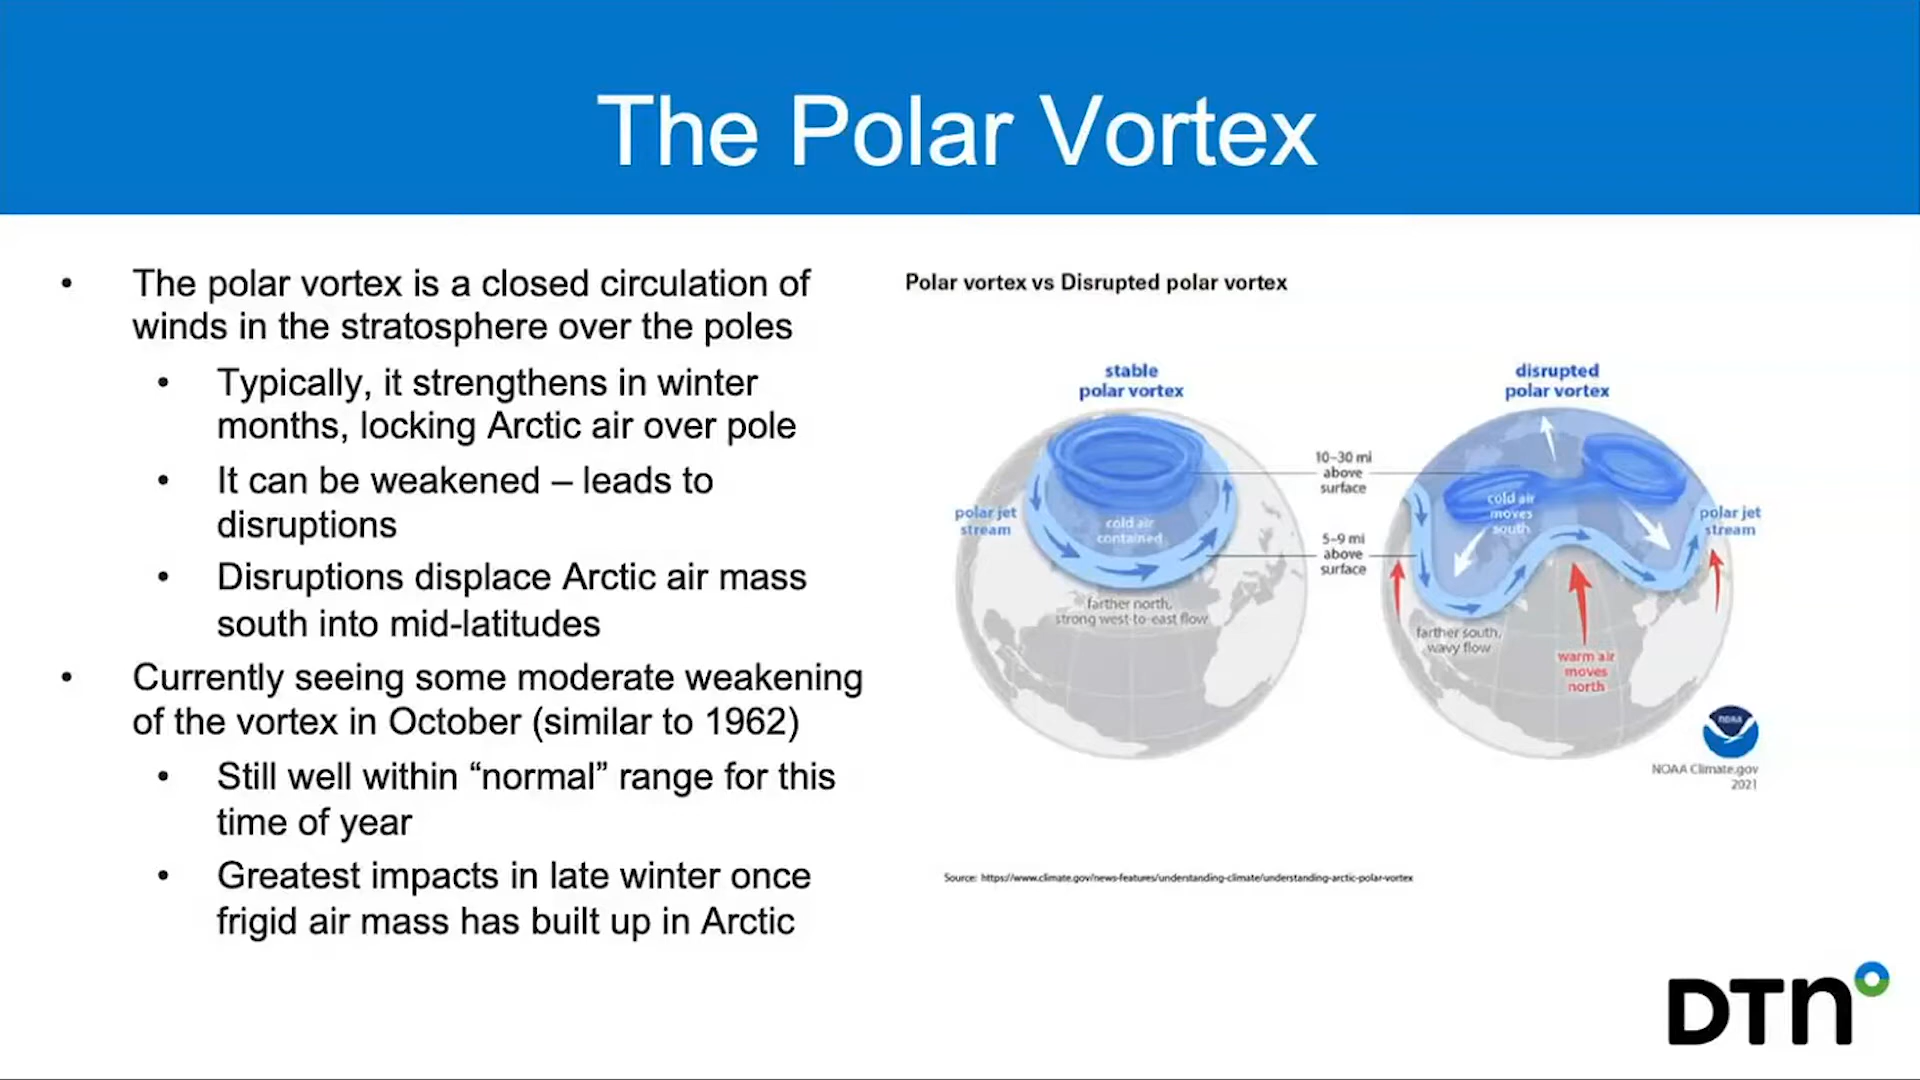 The Polar Vortex
• The polar vortex is a closed circulation of
winds in the stratosphere over the poles
• Typically, it strengthens in winter
months, locking Arctic air over pole
• It can be weakened – leads to
disruptions
• Disruptions displace Arctic air mass
south into mid-latitudes
• Currently seeing some moderate weakening
of the vortex in October (similar to 1962)
• Still well within “normal” range for this
time of year
• Greatest impacts in late winter once
frigid air mass has built up in Arctic
Polar vortex vs Disrupted polar vortex
stable
polar vortex
polar jet
stream
cold air
contained
farther north,
strong west-to-east flow
10–30 mi
above
surface
5–9 mi
above
surface
disrupted
polar vortex
cold air
moves
south
polar jet
stream
farther south,
wavy flow
warm air
moves
north
NOAA
NOAA Climate.gov
2021
Source: https://www.climate.gov/news-features/understanding-climate/understanding-arctic-polar-vortex
DTN